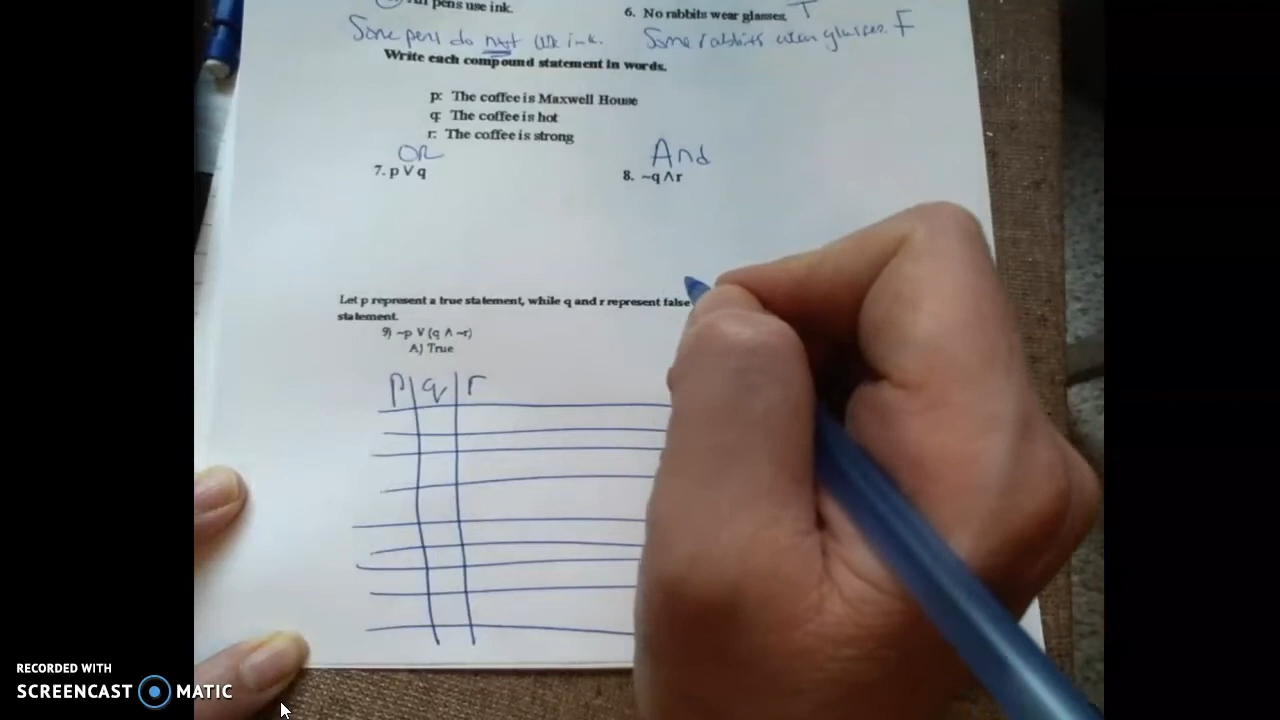 All pens use ink.
6. No rabbits wear glasses. T
Some pens do not use ink.
Some rabbits wear glasses. F
Write each compound statement in words.
p: The coffee is Maxwell House
q: The coffee is hot
r: The coffee is strong
OR
And
7. p V q
8. ~q Λ r
Let p represent a true statement, while q and r represent false
statement.
9) ~p V (q Λ ~r)
A) True
p q r
RECORDED WITH
SCREENCAST MATIC